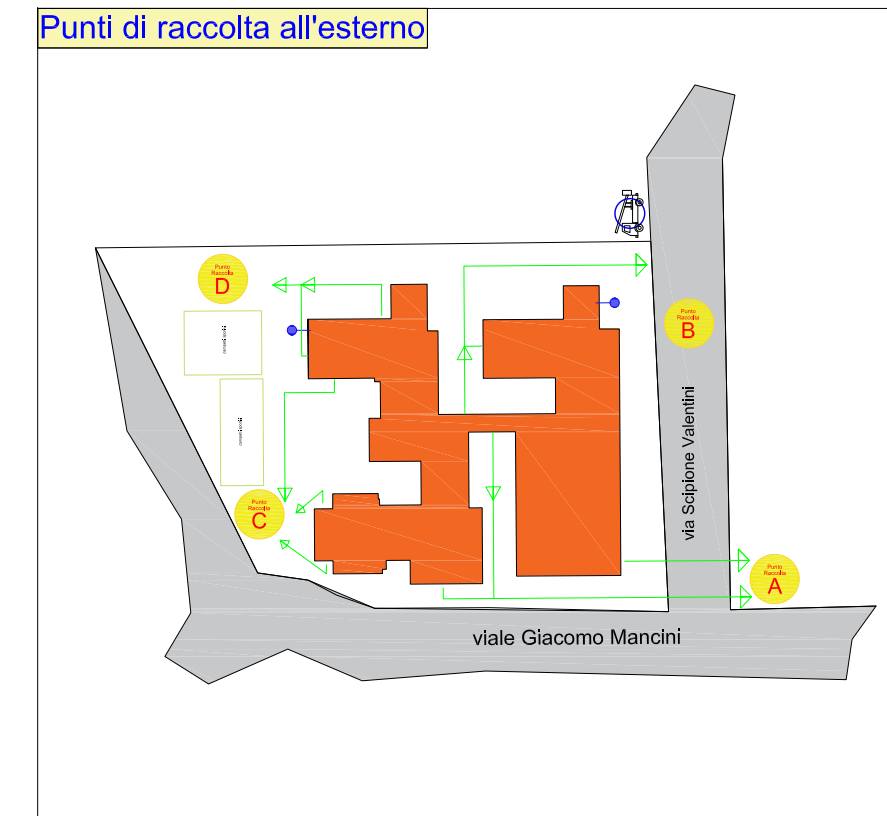 Punti di raccolta all'esterno
Punto
Raccolta
D
Punto
Raccolta
B
via Scipione Valentini
Punto
Raccolta
C
Punto
Raccolta
A
viale Giacomo Mancini